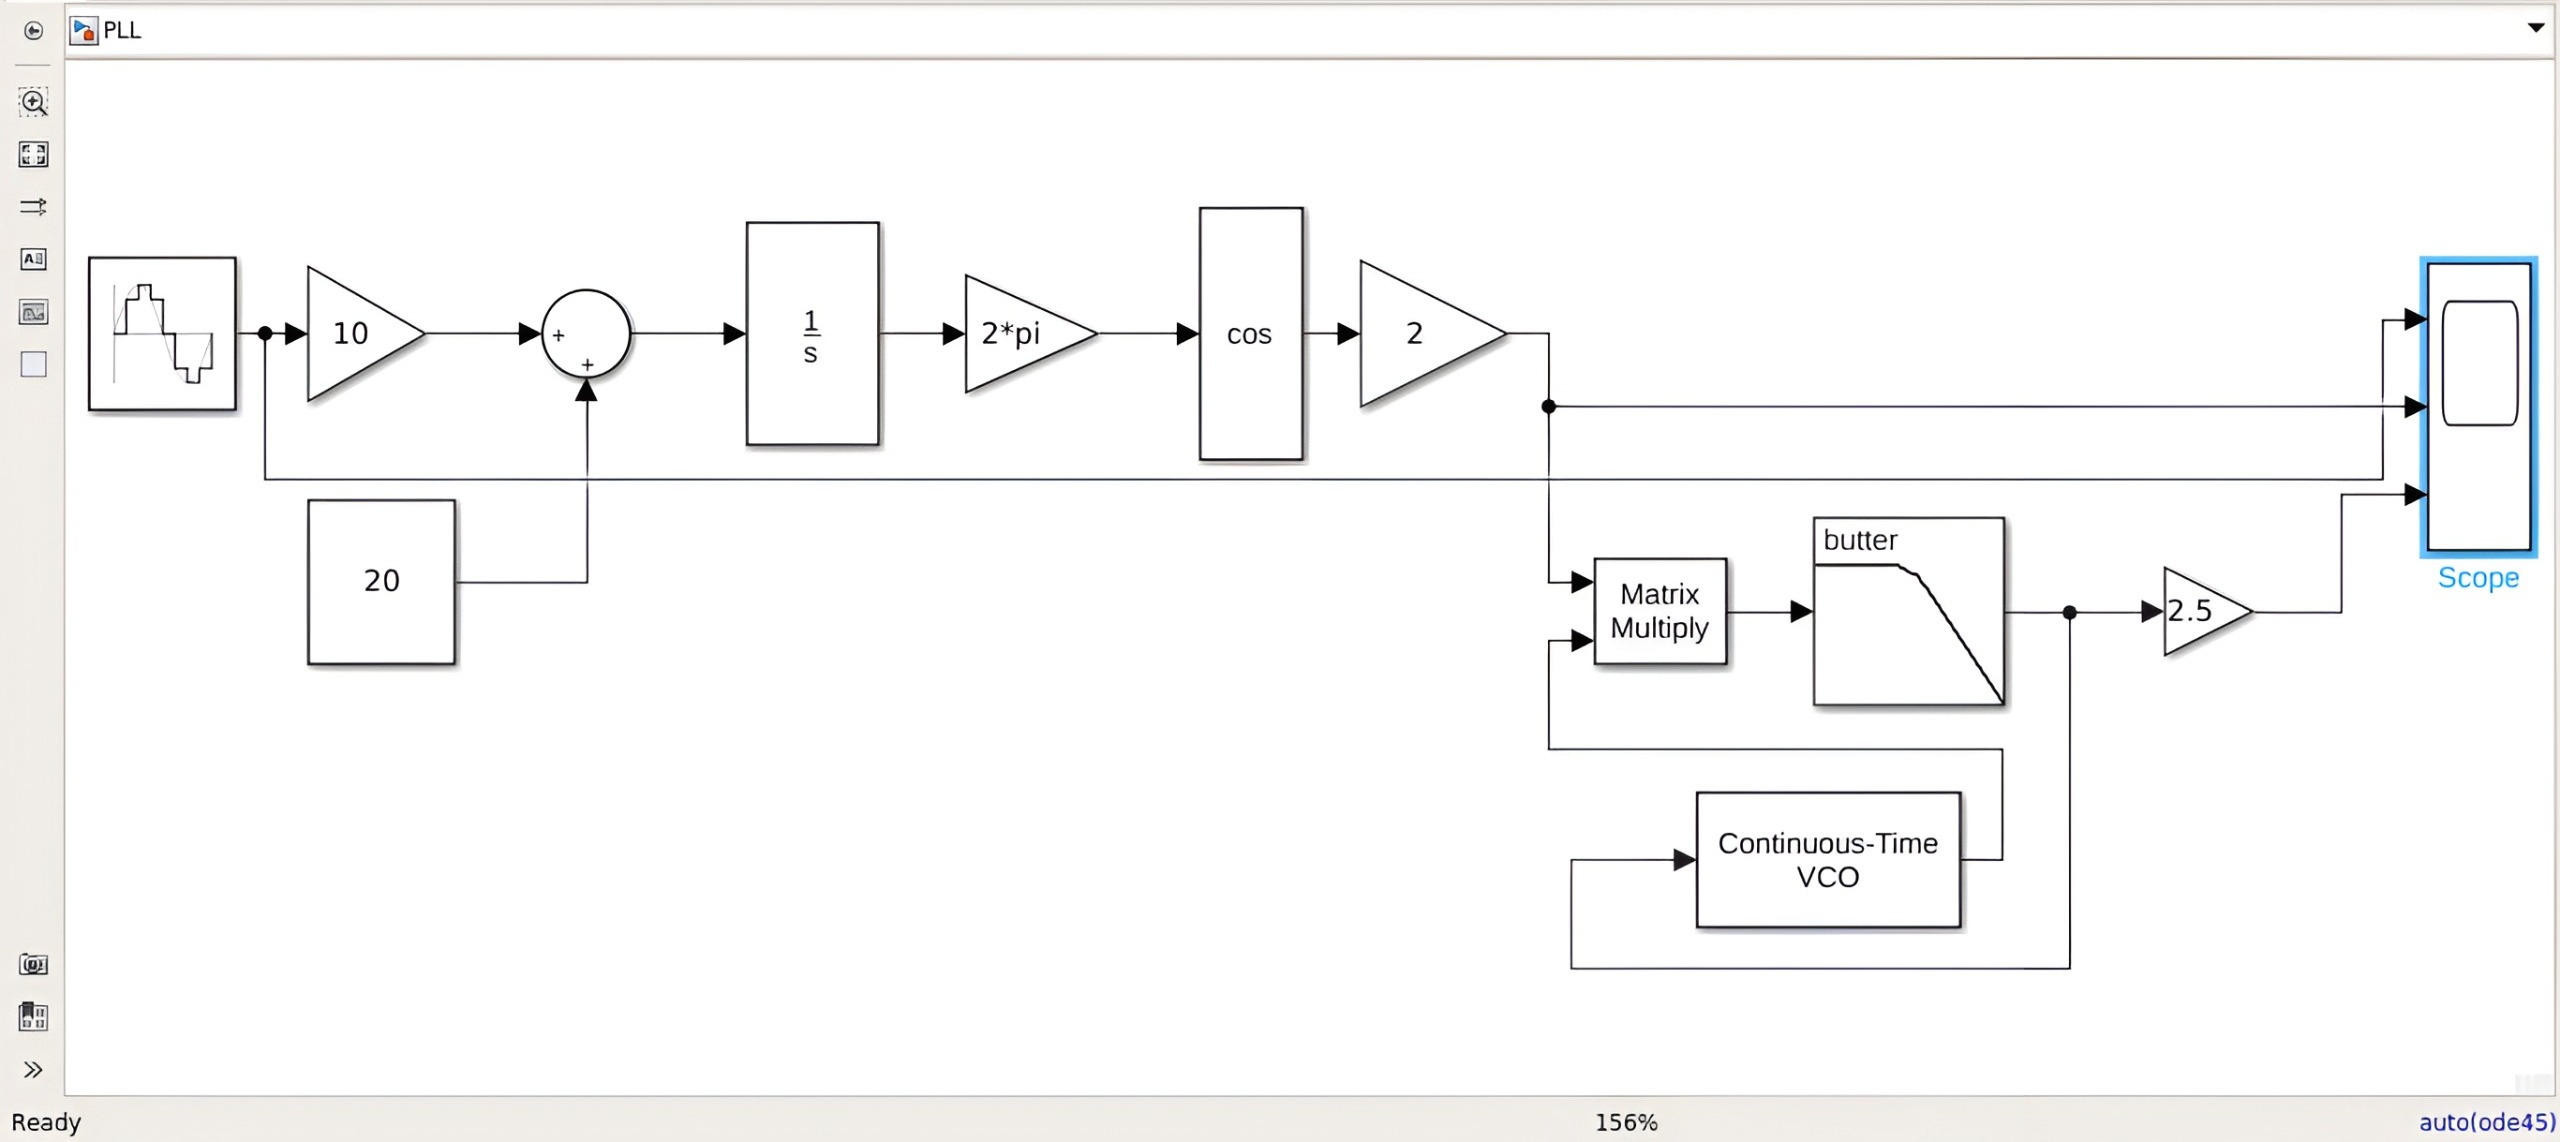 PLL
10
+
+
1
s
2*pi
cos
2
20
butter
Matrix
Multiply
2.5
Scope
Continuous-Time
VCO
Ready
156%
auto(ode45)